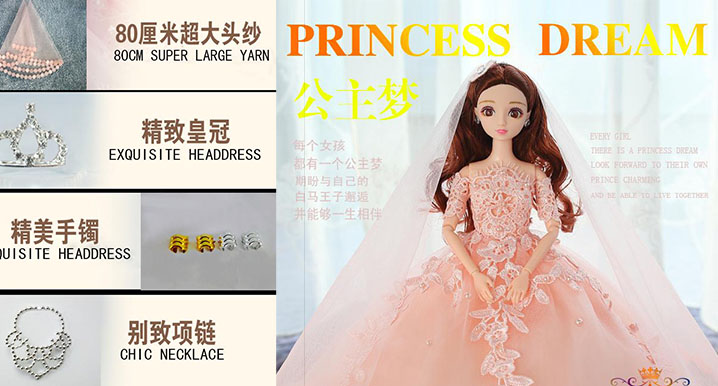 80厘米超大头纱
80CM SUPER LARGE YARN
精致皇冠
EXQUISITE HEADDRESS
精美手镯
QUISITE HEADDRESS
别致项链
CHIC NECKLACE
PRINCESS DREAM
公主梦
每个女孩
都有一个公主梦
期盼与自己的
白马王子邂逅
并能够一生相伴
EVERY GIRL
THERE IS A PRINCESS DREAM
LOOK FORWARD TO THEIR OWN
PRINCE CHARMING
AND BE ABLE TO LIVE TOGETHER